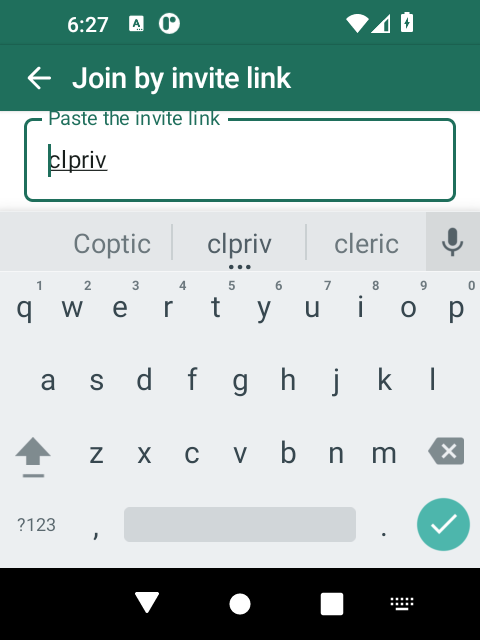 6:27
Join by invite link
Paste the invite link
clpriv
Coptic clpriv cleric
1 2 3 4 5 6 7 8 9 0
q w e r t y u i o p
a s d f g h j k l
z x c v b n m
?123 , .